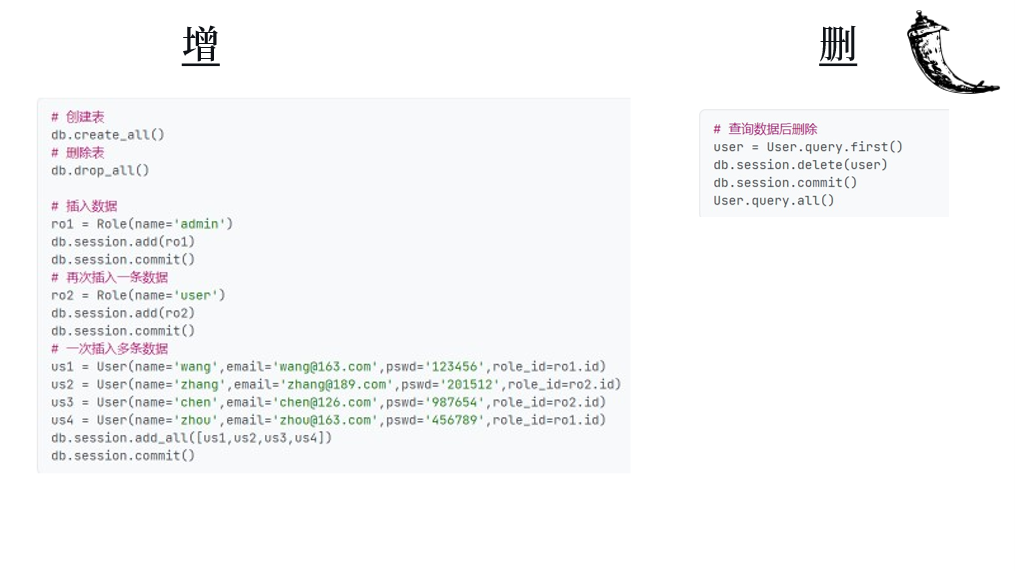 增
# 创建表
db.create_all()
# 删除表
db.drop_all()
# 插入数据
ro1 = Role(name='admin')
db.session.add(ro1)
db.session.commit()
# 再次插入一条数据
ro2 = Role(name='user')
db.session.add(ro2)
db.session.commit()
# 一次插入多条数据
us1 = User(name='wang',email='wang@163.com',pswd='123456',role_id=ro1.id)
us2 = User(name='zhang',email='zhang@189.com',pswd='201512',role_id=ro2.id)
us3 = User(name='chen',email='chen@126.com',pswd='987654',role_id=ro2.id)
us4 = User(name='zhou',email='zhou@163.com',pswd='456789',role_id=ro1.id)
db.session.add_all([us1,us2,us3,us4])
db.session.commit()
删
# 查询数据后删除
user = User.query.first()
db.session.delete(user)
db.session.commit()
User.query.all()